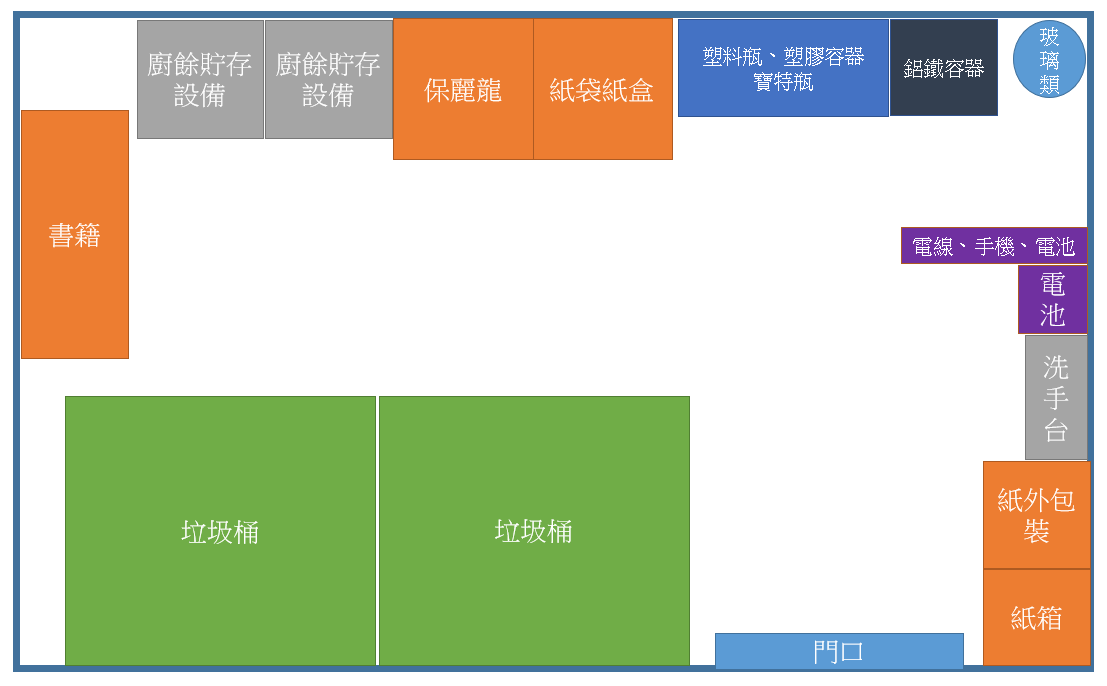 廚餘貯存
設備
廚餘貯存
設備
保麗龍
紙袋紙盒
塑料瓶、塑膠容器
寶特瓶
鋁鐵容器
玻
璃
類
書籍
電線、手機、電池
電
池
洗
手
台
垃圾桶
垃圾桶
紙外包
裝
紙箱
門口